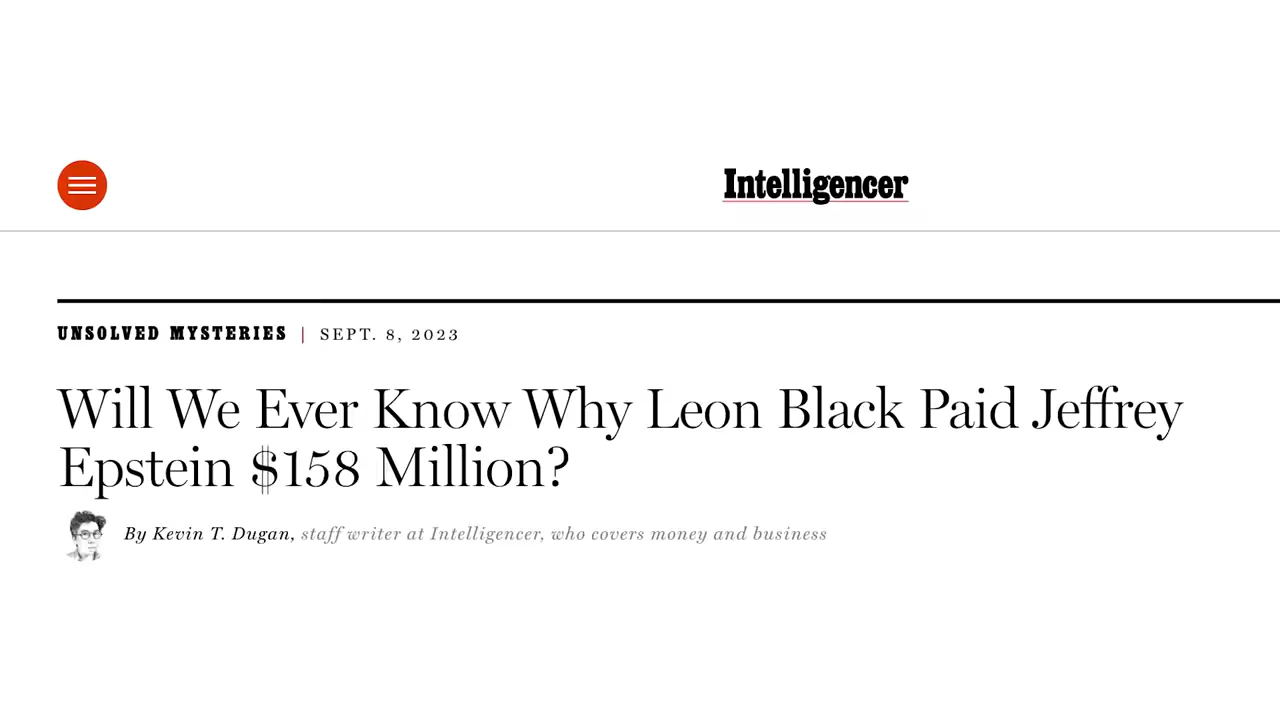 Intelligencer
UNSOLVED MYSTERIES | SEPT. 8, 2023
Will We Ever Know Why Leon Black Paid Jeffrey
Epstein $158 Million?
By Kevin T. Dugan, staff writer at Intelligencer, who covers money and business